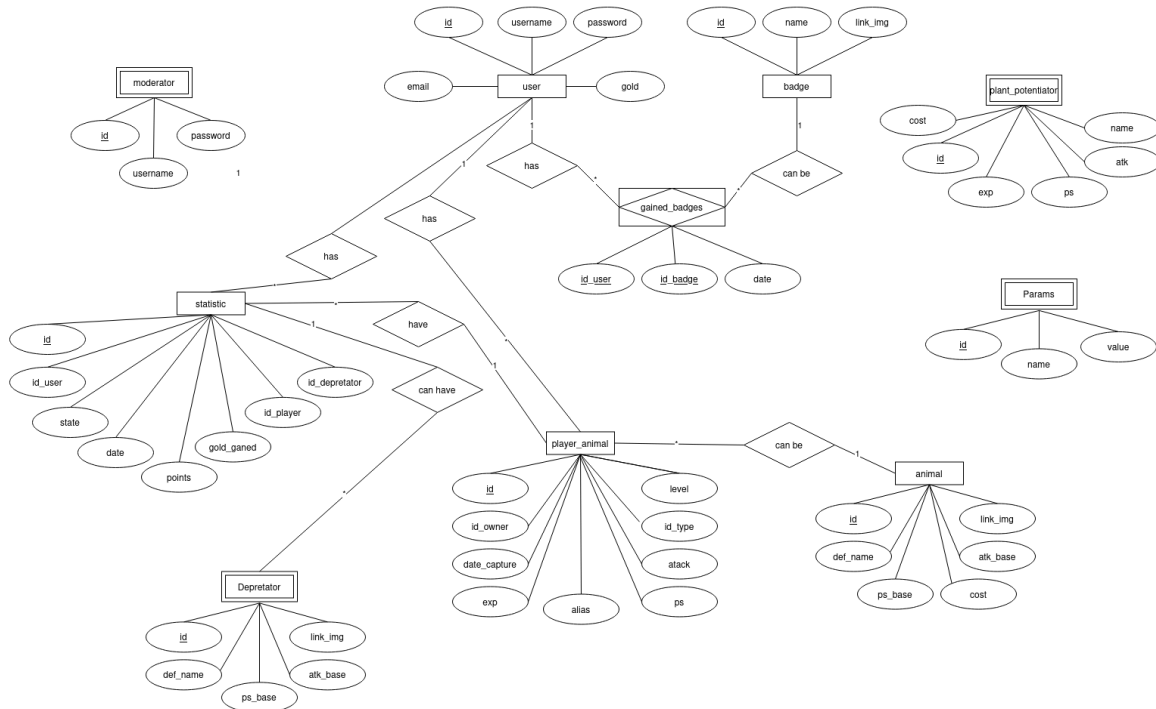 id
username
password
id
name
link_img
moderator
email
user
gold
badge
plant_potentiator
id
password
username
1
1
1
1
has
can be
cost
name
id
atk
exp
ps
has
*
*
gained_badges
has
id_user
id_badge
date
*
statistic
*
have
1
*
1
can have
id
id_user
state
date
points
gold_ganed
id_player
id_depretator
Params
id
name
value
player_animal
*
can be
1
animal
id
level
id_owner
id_type
date_capture
atack
exp
alias
ps
id
link_img
def_name
atk_base
ps_base
cost
*
Depretator
id
link_img
def_name
atk_base
ps_base